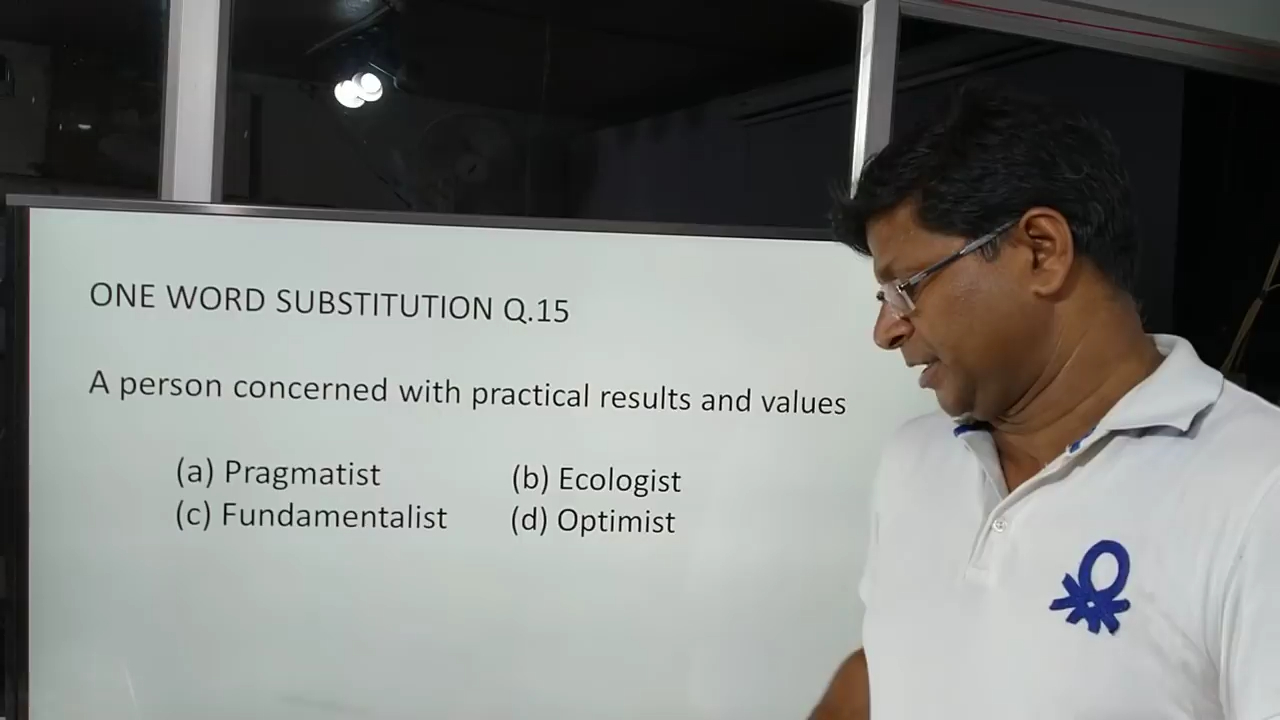 ONE WORD SUBSTITUTION Q.15
A person concerned with practical results and values
(a) Pragmatist (b) Ecologist
(c) Fundamentalist (d) Optimist